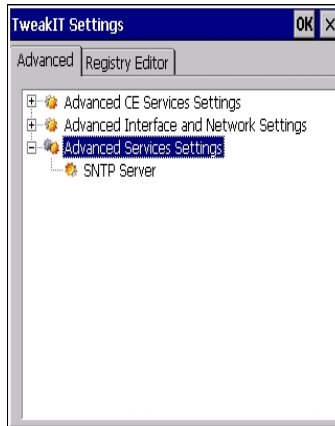 TweakIT Settings OK ×
Advanced Registry Editor
Advanced CE Services Settings
Advanced Interface and Network Settings
Advanced Services Settings
SNTP Server